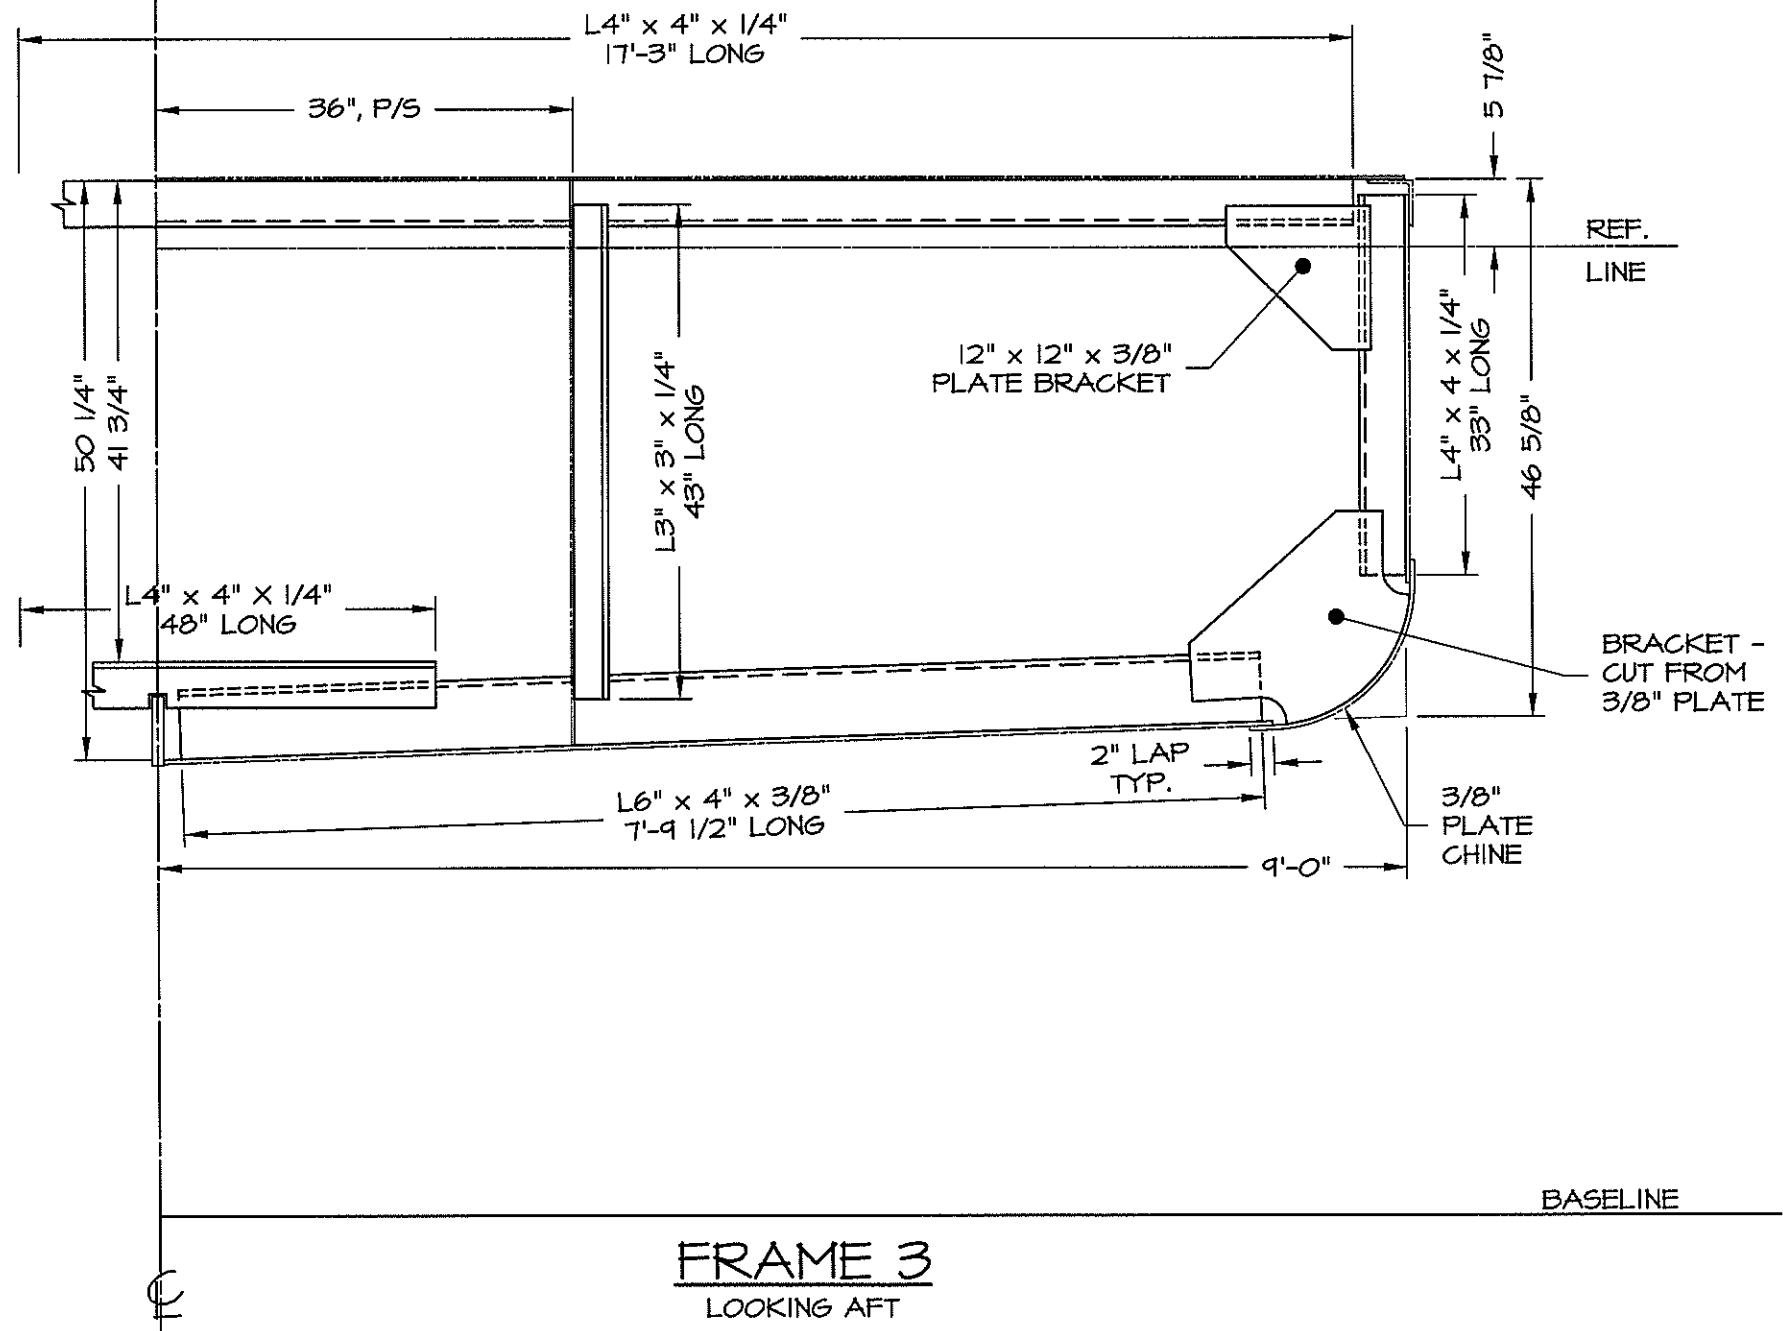 L4" x 4" x 1/4"
17'-3" LONG
36", P/S
5 7/8"
REF.
LINE
12" x 12" x 3/8"
PLATE BRACKET
L4" x 4 x 1/4"
33" LONG
46 5/8"
50 1/4"
41 3/4"
L3" x 3" x 1/4"
43" LONG
L4" x 4" X 1/4"
48" LONG
BRACKET -
CUT FROM
3/8" PLATE
2" LAP
TYP.
L6" x 4" x 3/8"
7'-9 1/2" LONG
3/8"
PLATE
CHINE
9'-0"
BASELINE
FRAME 3
LOOKING AFT
℄